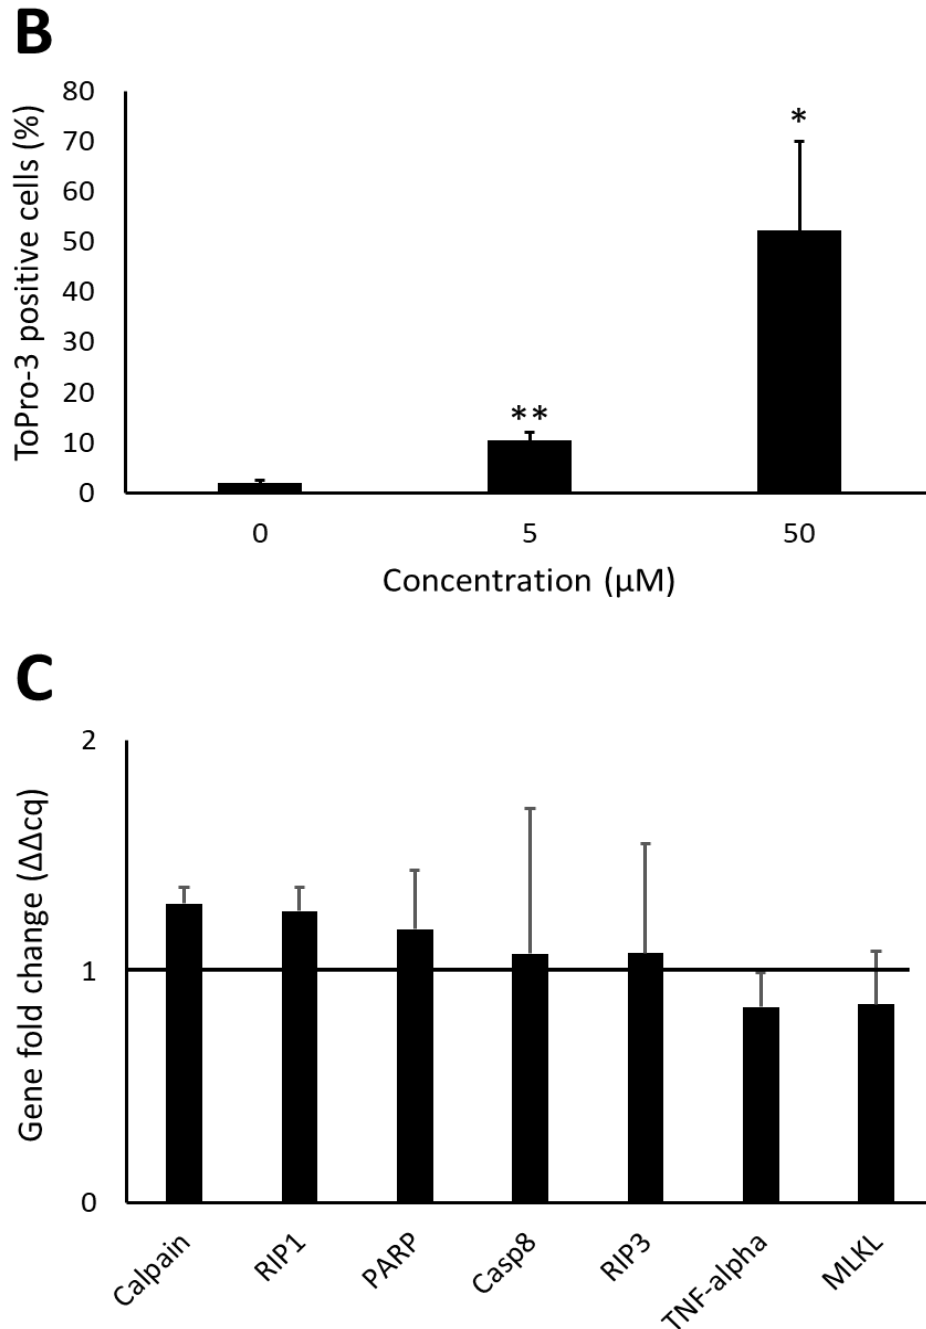 B
ToPro-3 positive cells (%)
80
70
60
50
40
30
20
10
0
**
*
0 5 50
Concentration (µM)
C
Gene fold change (ΔΔcq)
2
1
0
Calpain RIP1 PARP Casp8 RIP3 TNF-alpha MLKL